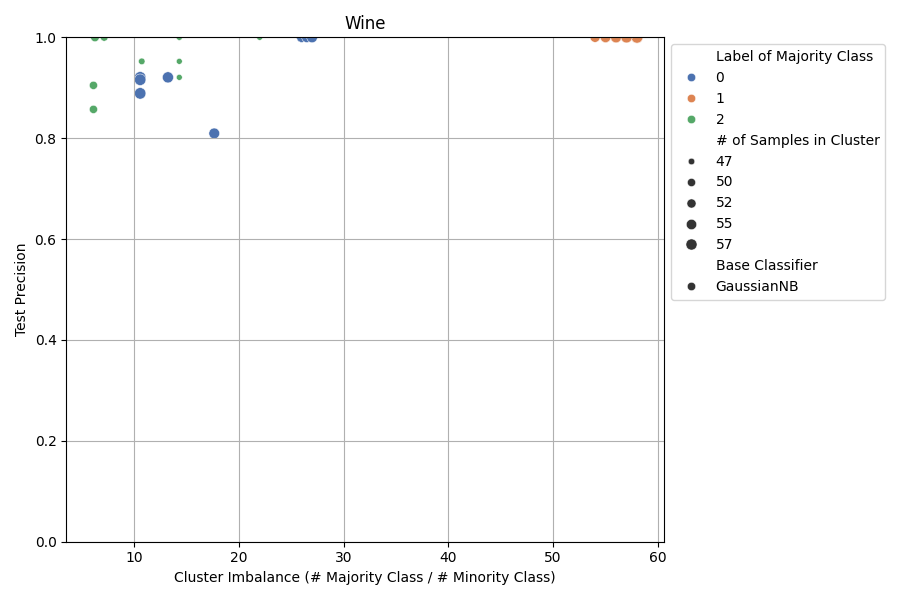 Wine
1.0
0.8
0.6
0.4
0.2
0.0
Test Precision
10 20 30 40 50 60
Cluster Imbalance (# Majority Class / # Minority Class)
Label of Majority Class
0
1
2
# of Samples in Cluster
47
50
52
55
57
Base Classifier
GaussianNB